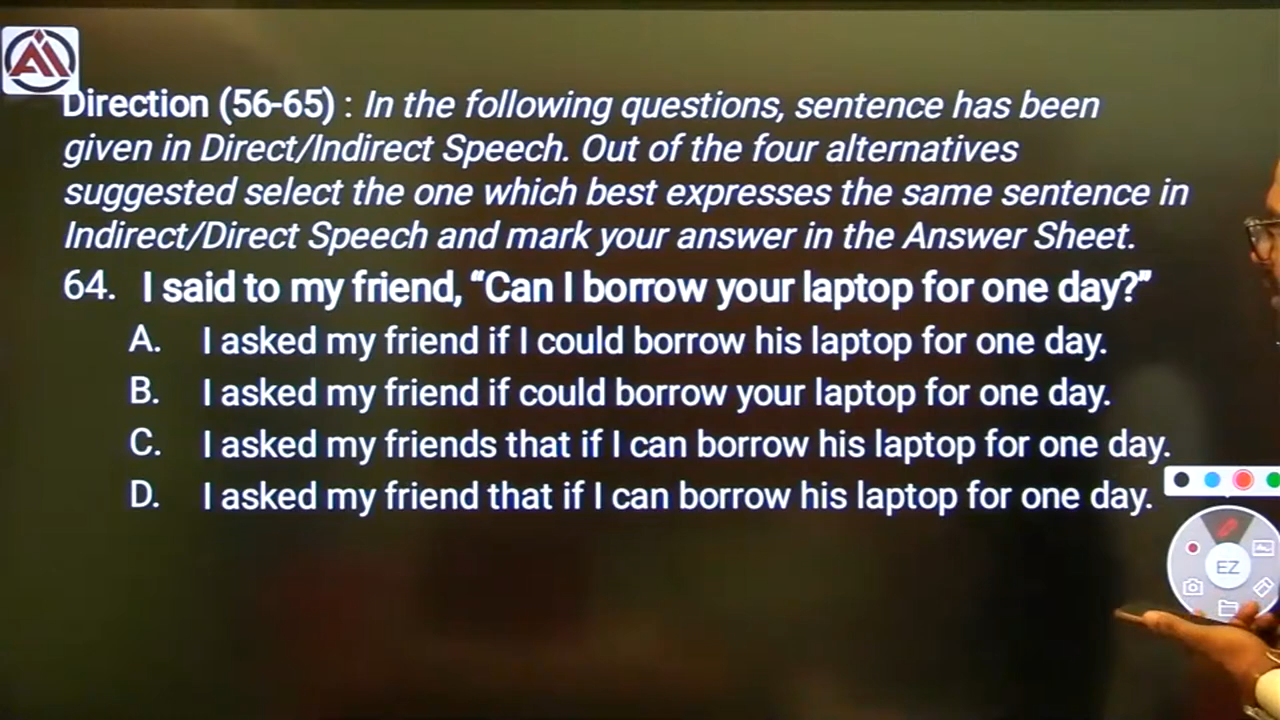 Direction (56-65) : In the following questions, sentence has been
given in Direct/Indirect Speech. Out of the four alternatives
suggested select the one which best expresses the same sentence in
Indirect/Direct Speech and mark your answer in the Answer Sheet.
64. I said to my friend, “Can I borrow your laptop for one day?”
A. I asked my friend if I could borrow his laptop for one day.
B. I asked my friend if could borrow your laptop for one day.
C. I asked my friends that if I can borrow his laptop for one day.
D. I asked my friend that if I can borrow his laptop for one day.
EZ